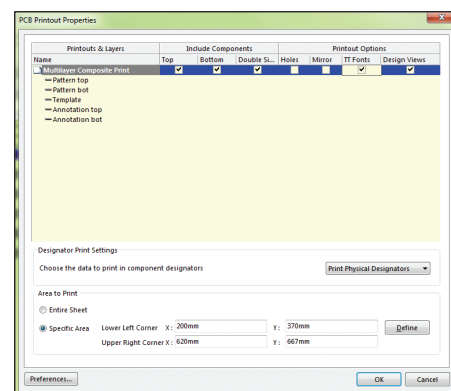 PCB Printout Properties
Printouts & Layers Include Components Printout Options
Name Top Bottom Double Si... Holes Mirror TT Fonts Design Views
Multilayer Composite Print
Pattern top
Pattern bot
Template
Annotation top
Annotation bot
Designator Print Settings
Choose the data to print in component designators Print Physical Designators
Area to Print
Entire Sheet
Specific Area Lower Left Corner X : 200mm Y : 370mm Define
Upper Right Corner X : 620mm Y : 667mm
Preferences... OK Cancel